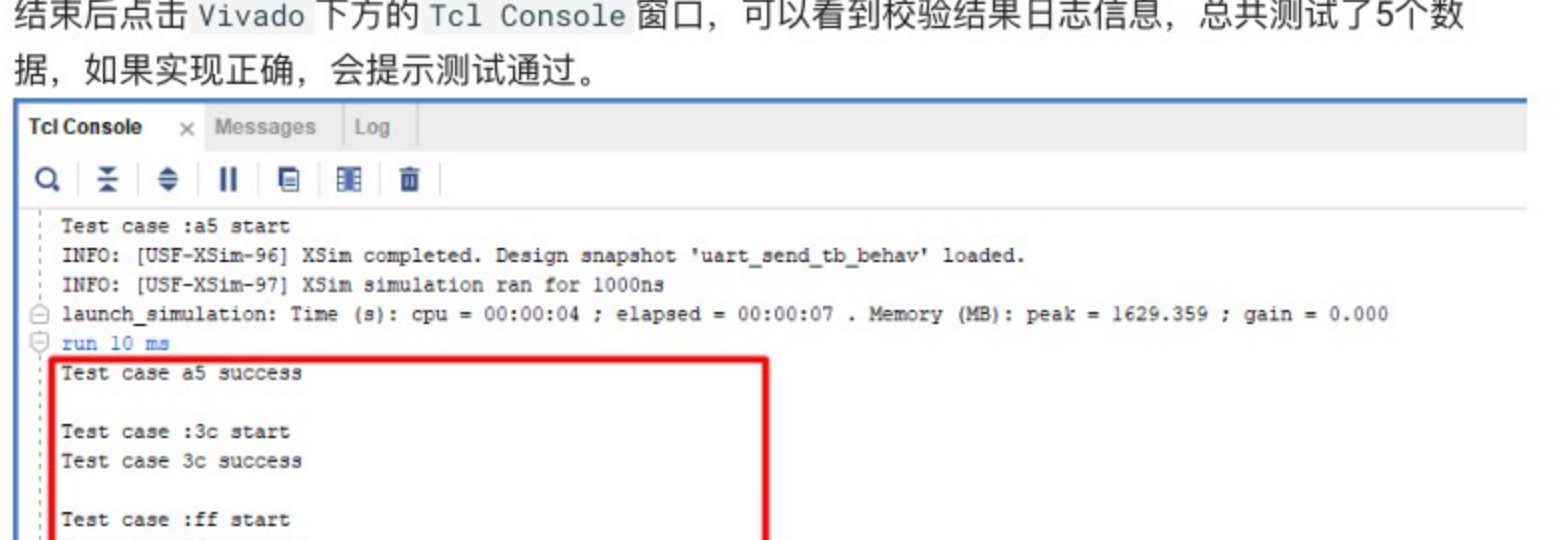 结束后点击 Vivado 下方的 Tcl Console 窗口，可以看到校验结果日志信息，总共测试了5个数
据，如果实现正确，会提示测试通过。
Tcl Console × Messages Log
Test case :a5 start
INFO: [USF-XSim-96] XSim completed. Design snapshot 'uart_send_tb_behav' loaded.
INFO: [USF-XSim-97] XSim simulation ran for 1000ns
launch_simulation: Time (s): cpu = 00:00:04 ; elapsed = 00:00:07 . Memory (MB): peak = 1629.359 ; gain = 0.000
run 10 ms
Test case a5 success
Test case :3c start
Test case 3c success
Test case :ff start